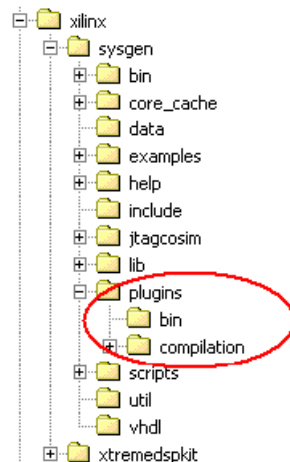 xilinx
sysgen
bin
core_cache
data
examples
help
include
jtagcosim
lib
plugins
bin
compilation
scripts
util
vhdl
xtremedspkit